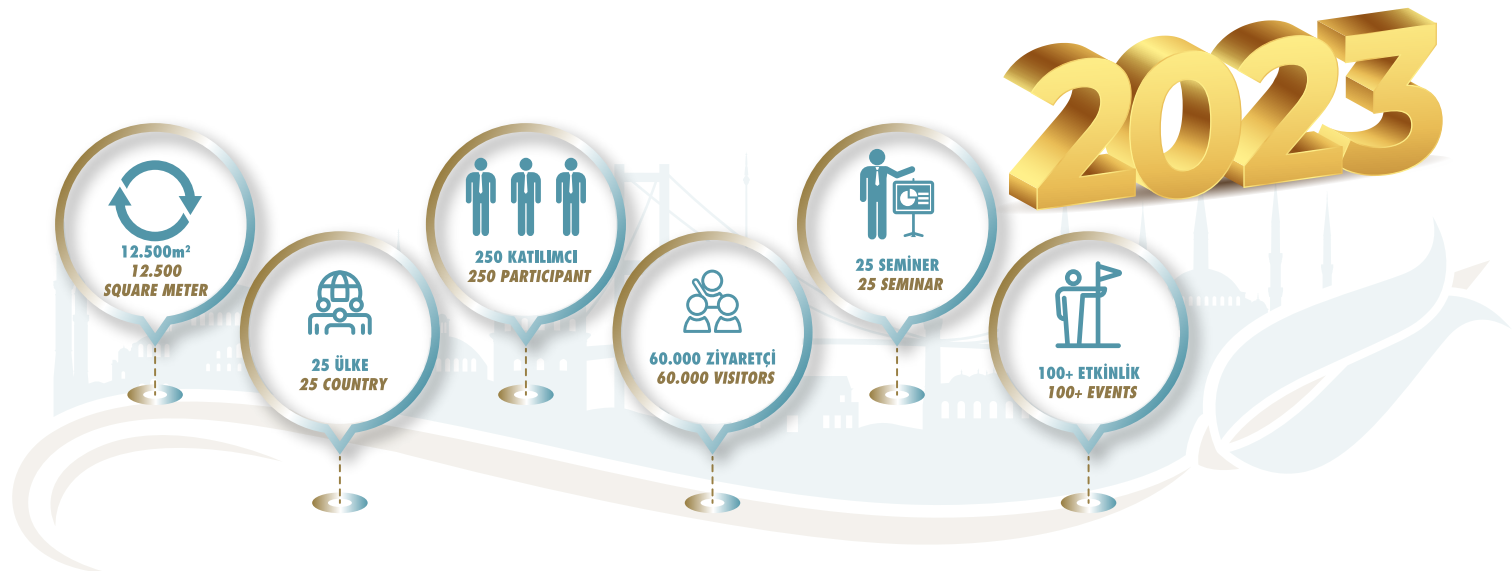 2023
12.500m²
12.500
SQUARE METER
25 ÜLKE
25 COUNTRY
250 KATILIMCI
250 PARTICIPANT
60.000 ZİYARETÇİ
60.000 VISITORS
25 SEMİNER
25 SEMINAR
100+ ETKİNLİK
100+ EVENTS